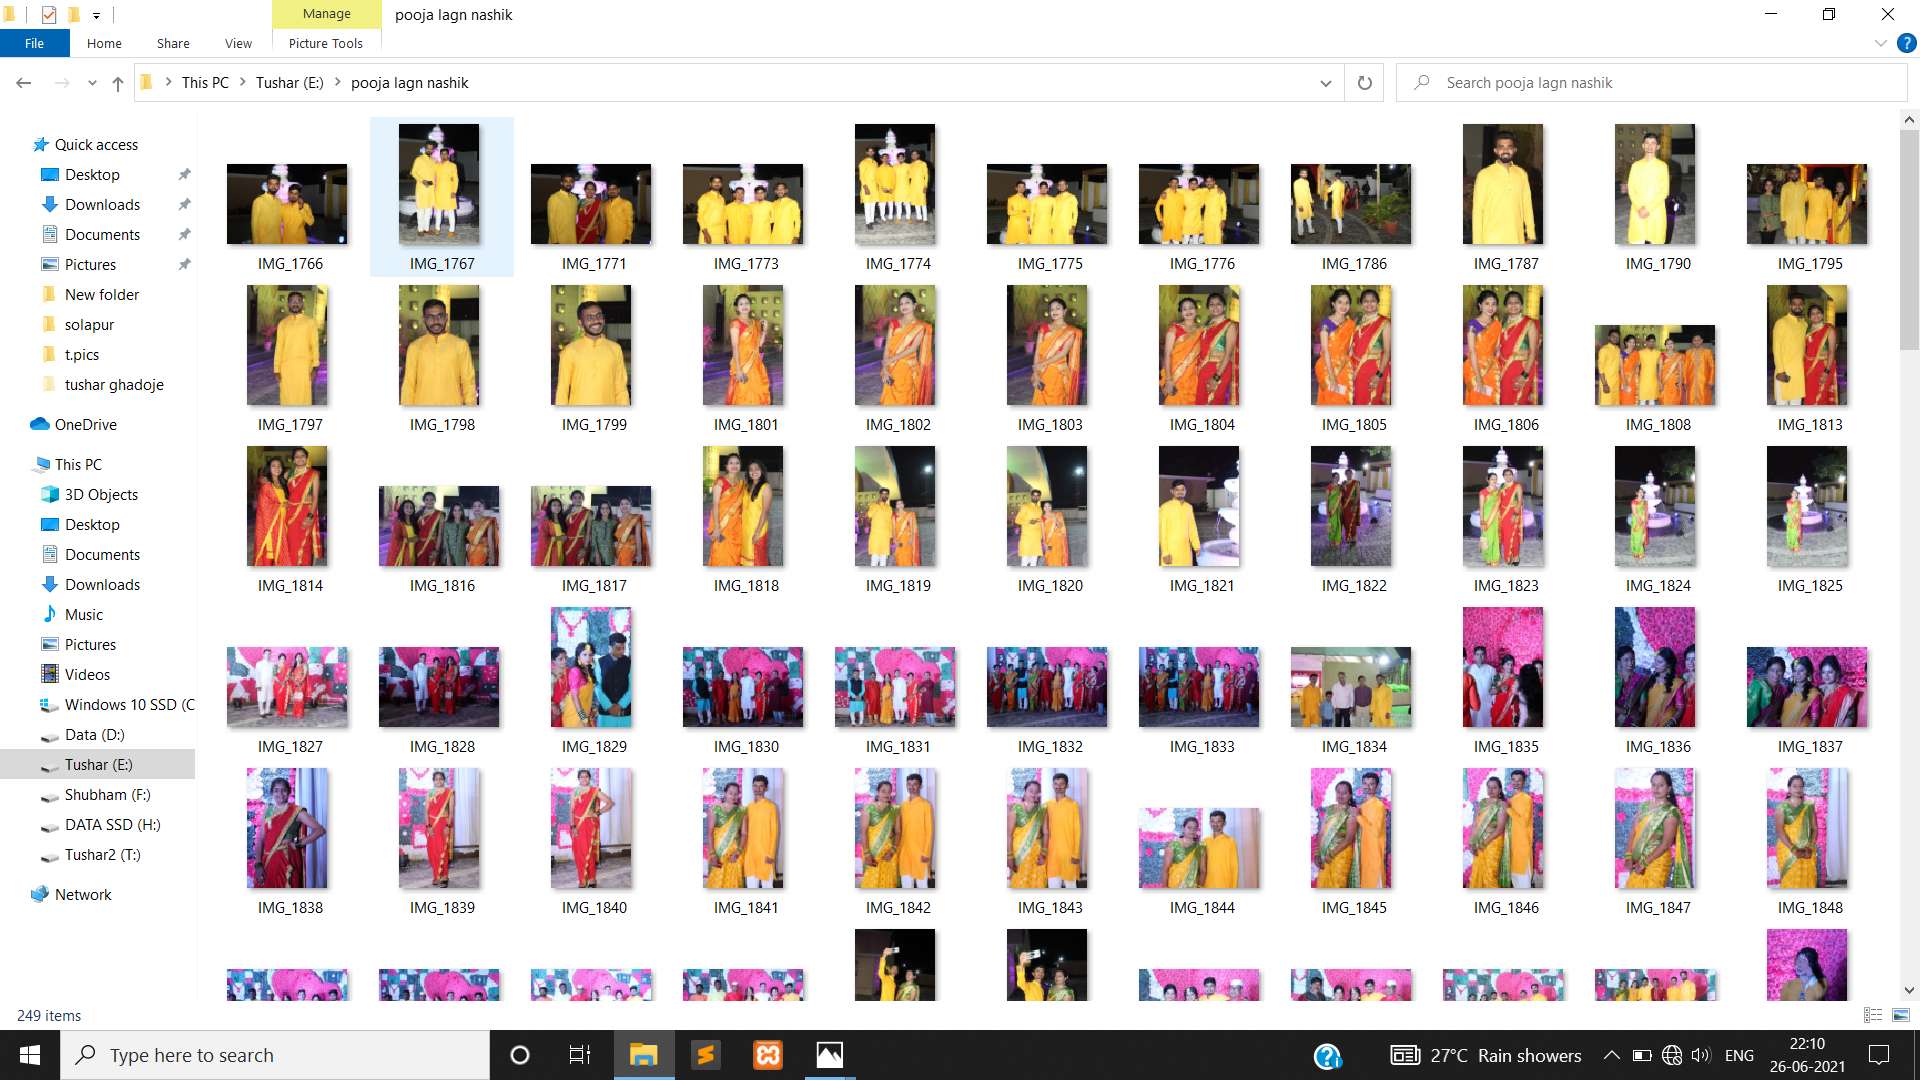 Manage
pooja lagn nashik
File
Home
Share
View
Picture Tools
This PC
Tushar (E:)
pooja lagn nashik
Search pooja lagn nashik
Quick access
Desktop
Downloads
Documents
Pictures
New folder
solapur
t.pics
tushar ghadoje
OneDrive
This PC
3D Objects
Desktop
Documents
Downloads
Music
Pictures
Videos
Windows 10 SSD (C
Data (D:)
Tushar (E:)
Shubham (F:)
DATA SSD (H:)
Tushar2 (T:)
Network
IMG_1766 IMG_1767 IMG_1771 IMG_1773 IMG_1774 IMG_1775 IMG_1776 IMG_1786 IMG_1787 IMG_1790 IMG_1795
IMG_1797 IMG_1798 IMG_1799 IMG_1801 IMG_1802 IMG_1803 IMG_1804 IMG_1805 IMG_1806 IMG_1808 IMG_1813
IMG_1814 IMG_1816 IMG_1817 IMG_1818 IMG_1819 IMG_1820 IMG_1821 IMG_1822 IMG_1823 IMG_1824 IMG_1825
IMG_1827 IMG_1828 IMG_1829 IMG_1830 IMG_1831 IMG_1832 IMG_1833 IMG_1834 IMG_1835 IMG_1836 IMG_1837
IMG_1838 IMG_1839 IMG_1840 IMG_1841 IMG_1842 IMG_1843 IMG_1844 IMG_1845 IMG_1846 IMG_1847 IMG_1848
249 items
Type here to search
27°C Rain showers
ENG
22:10
26-06-2021